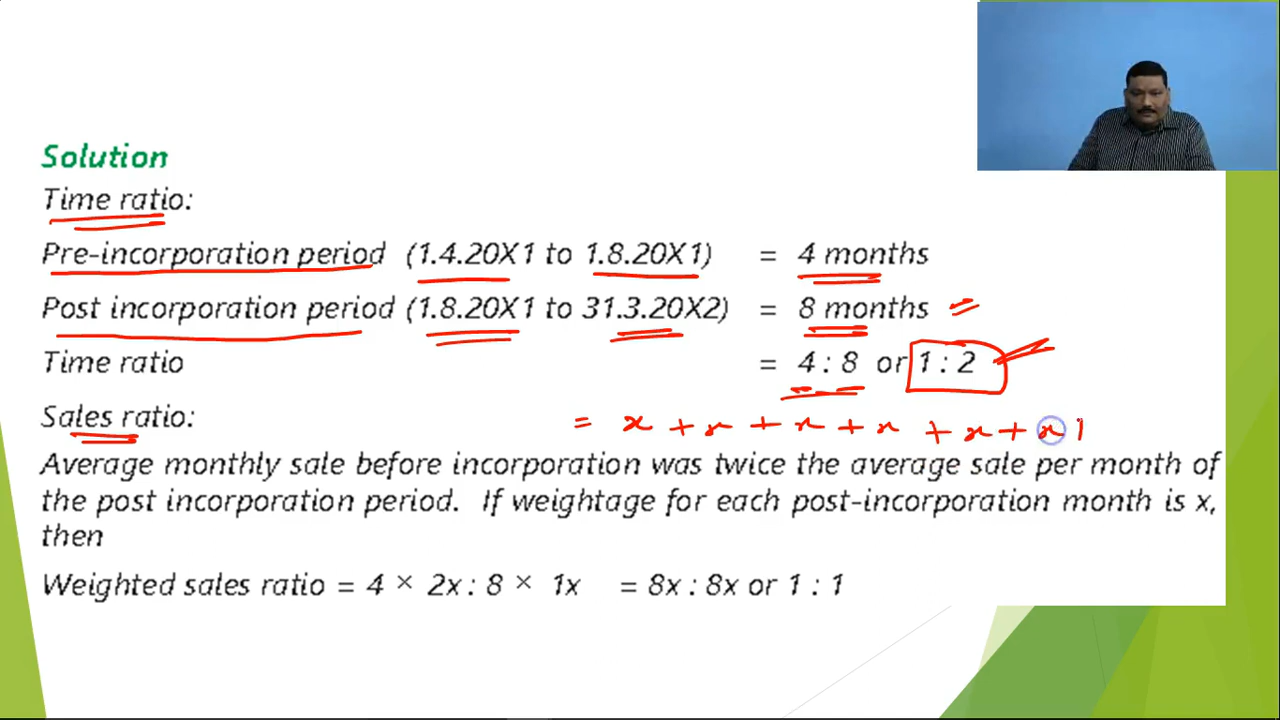 Solution
Time ratio:
Pre-incorporation period (1.4.20X1 to 1.8.20X1) = 4 months
Post incorporation period (1.8.20X1 to 31.3.20X2) = 8 months =
Time ratio = 4 : 8 or 1 : 2
Sales ratio: = x + x + x + x + x + x
Average monthly sale before incorporation was twice the average sale per month of
the post incorporation period. If weightage for each post-incorporation month is x,
then
Weighted sales ratio = 4 × 2x : 8 × 1x = 8x : 8x or 1 : 1